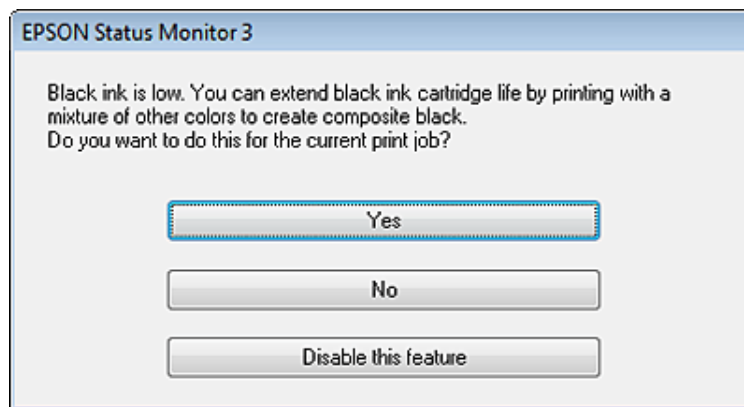 EPSON Status Monitor 3
Black ink is low. You can extend black ink cartridge life by printing with a
mixture of other colors to create composite black.
Do you want to do this for the current print job?
Yes
No
Disable this feature